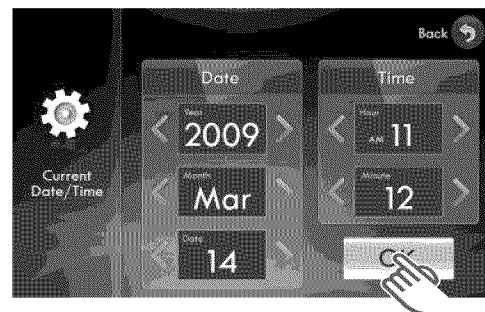 Back
Date
Time
Year
2009
Hour
AM 11
Month
Mar
Minute
12
Current
Date/Time
Date
14
OK